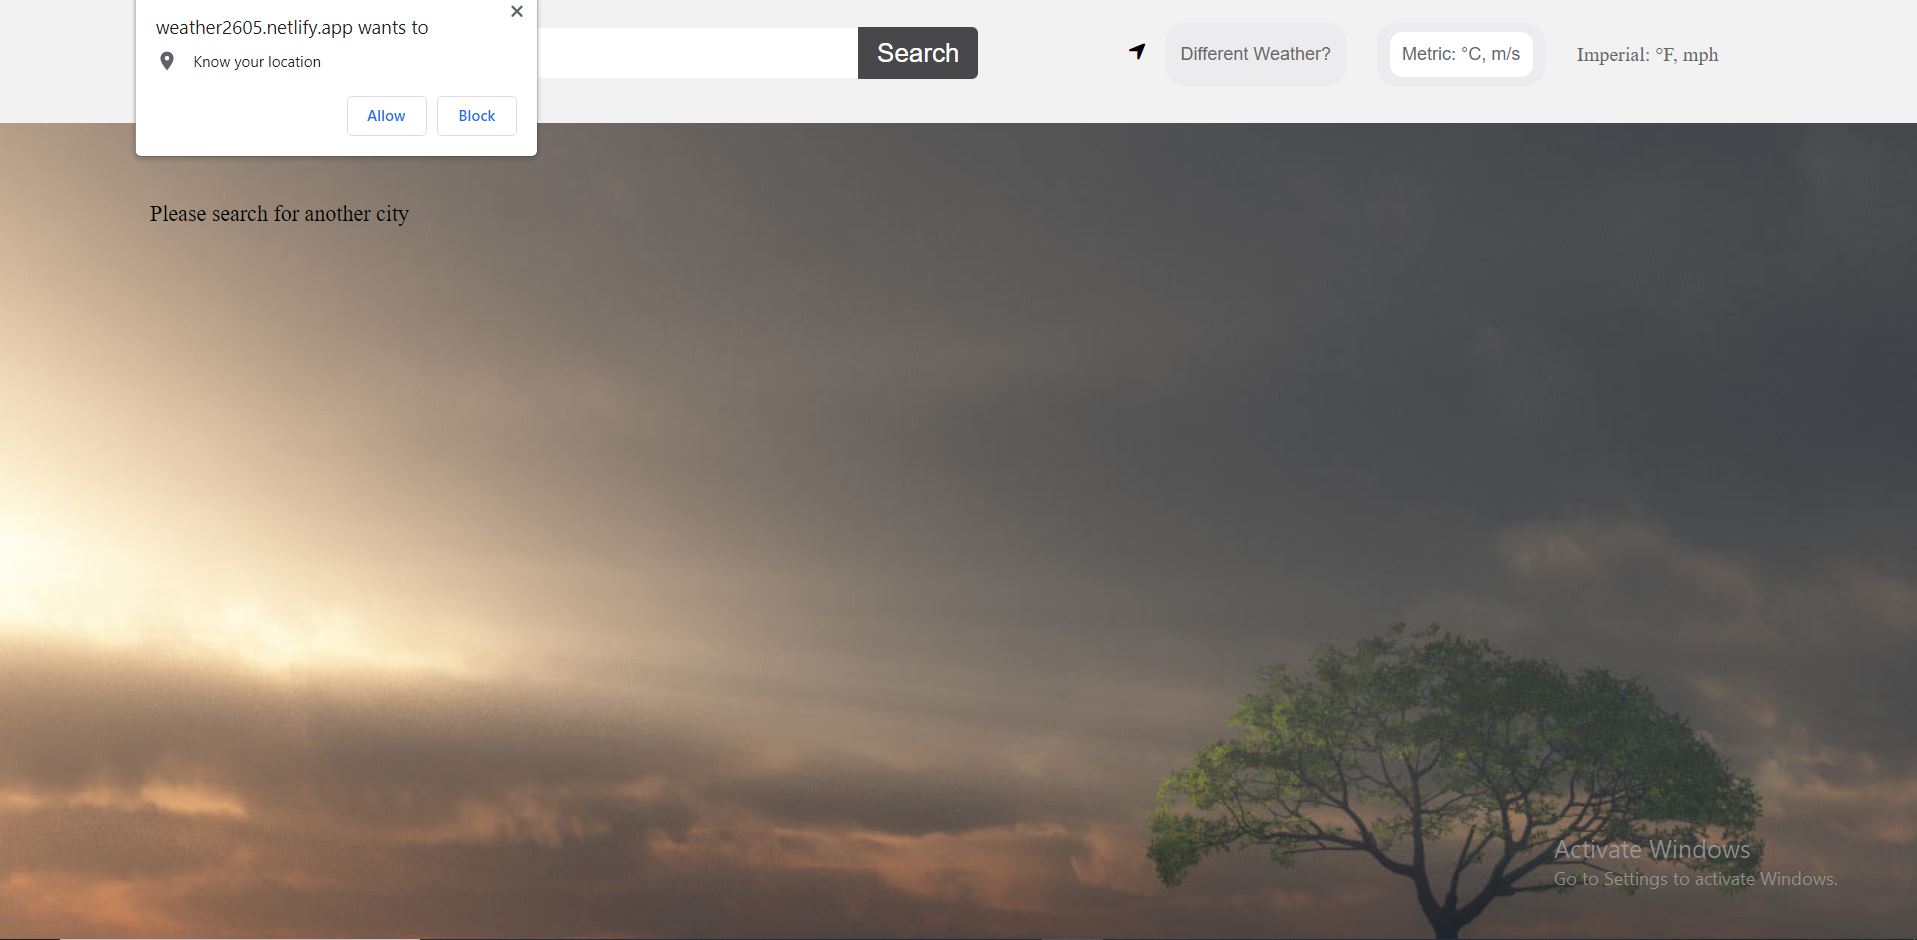 weather2605.netlify.app wants to
Know your location
Allow
Block
Search
Different Weather?
Metric: °C, m/s
Imperial: °F, mph
Please search for another city
Activate Windows
Go to Settings to activate Windows.